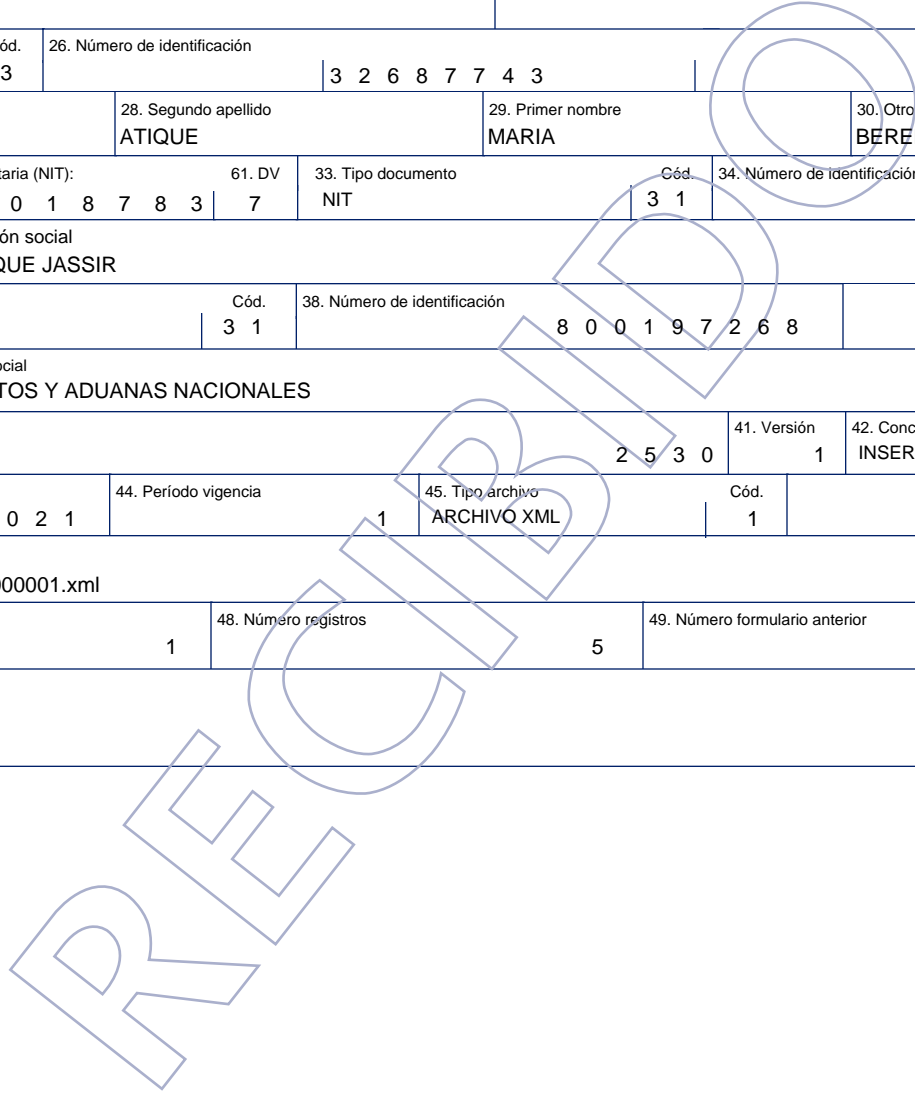 ód. 26. Número de identificación
3 3 2 6 8 7 7 4 3
28. Segundo apellido 29. Primer nombre 30. Otro
ATIQUE MARIA BERE
taria (NIT): 61. DV 33. Tipo documento Cód. 34. Número de identificación
0 1 8 7 8 3 7 NIT 3 1
ón social
QUE JASSIR
Cód. 38. Número de identificación
3 1 8 0 0 1 9 7 2 6 8
ocial
TOS Y ADUANAS NACIONALES
41. Versión 42. Conc
2 5 3 0 1 INSER
44. Período vigencia 45. Tipo archivo Cód.
0 2 1 1 ARCHIVO XML 1
000001.xml
48. Número registros 49. Número formulario anterior
1 5
RECIBIDO